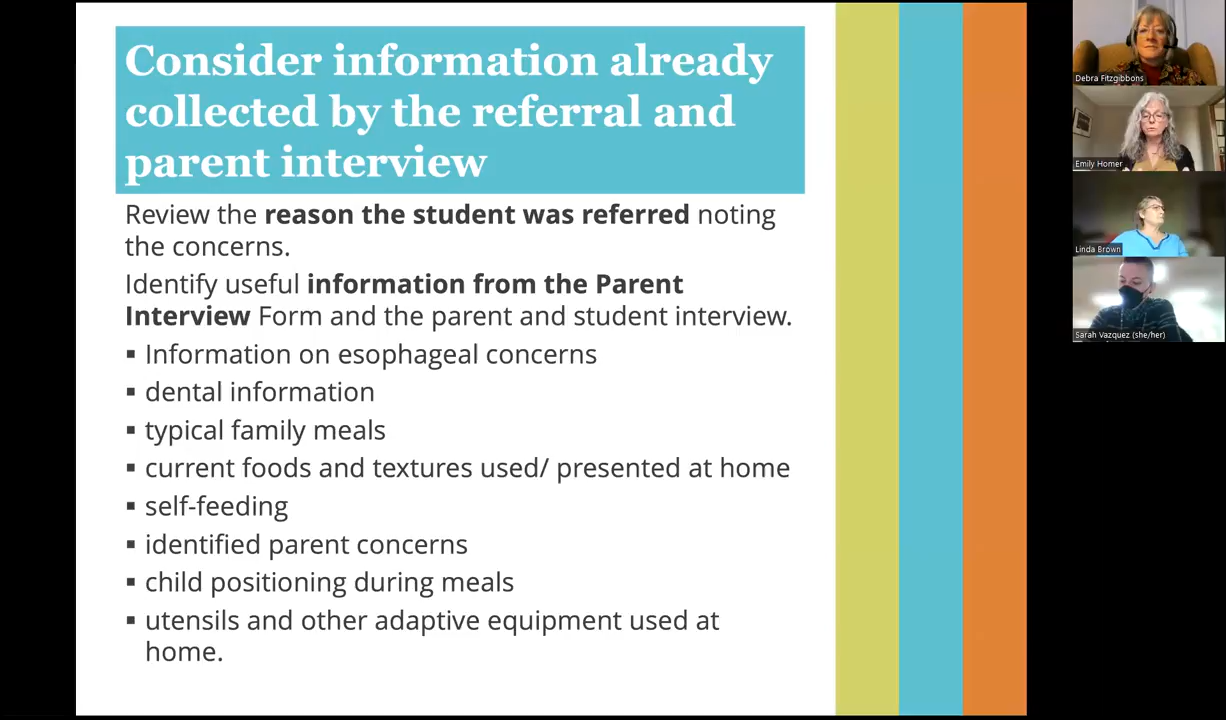 Consider information already
collected by the referral and
parent interview
Review the reason the student was referred noting
the concerns.
Identify useful information from the Parent
Interview Form and the parent and student interview.
▪ Information on esophageal concerns
▪ dental information
▪ typical family meals
▪ current foods and textures used/ presented at home
▪ self-feeding
▪ identified parent concerns
▪ child positioning during meals
▪ utensils and other adaptive equipment used at
home.
Debra Fitzgibbons
Emily Homer
Linda Brown
Sarah Vazquez (she/her)